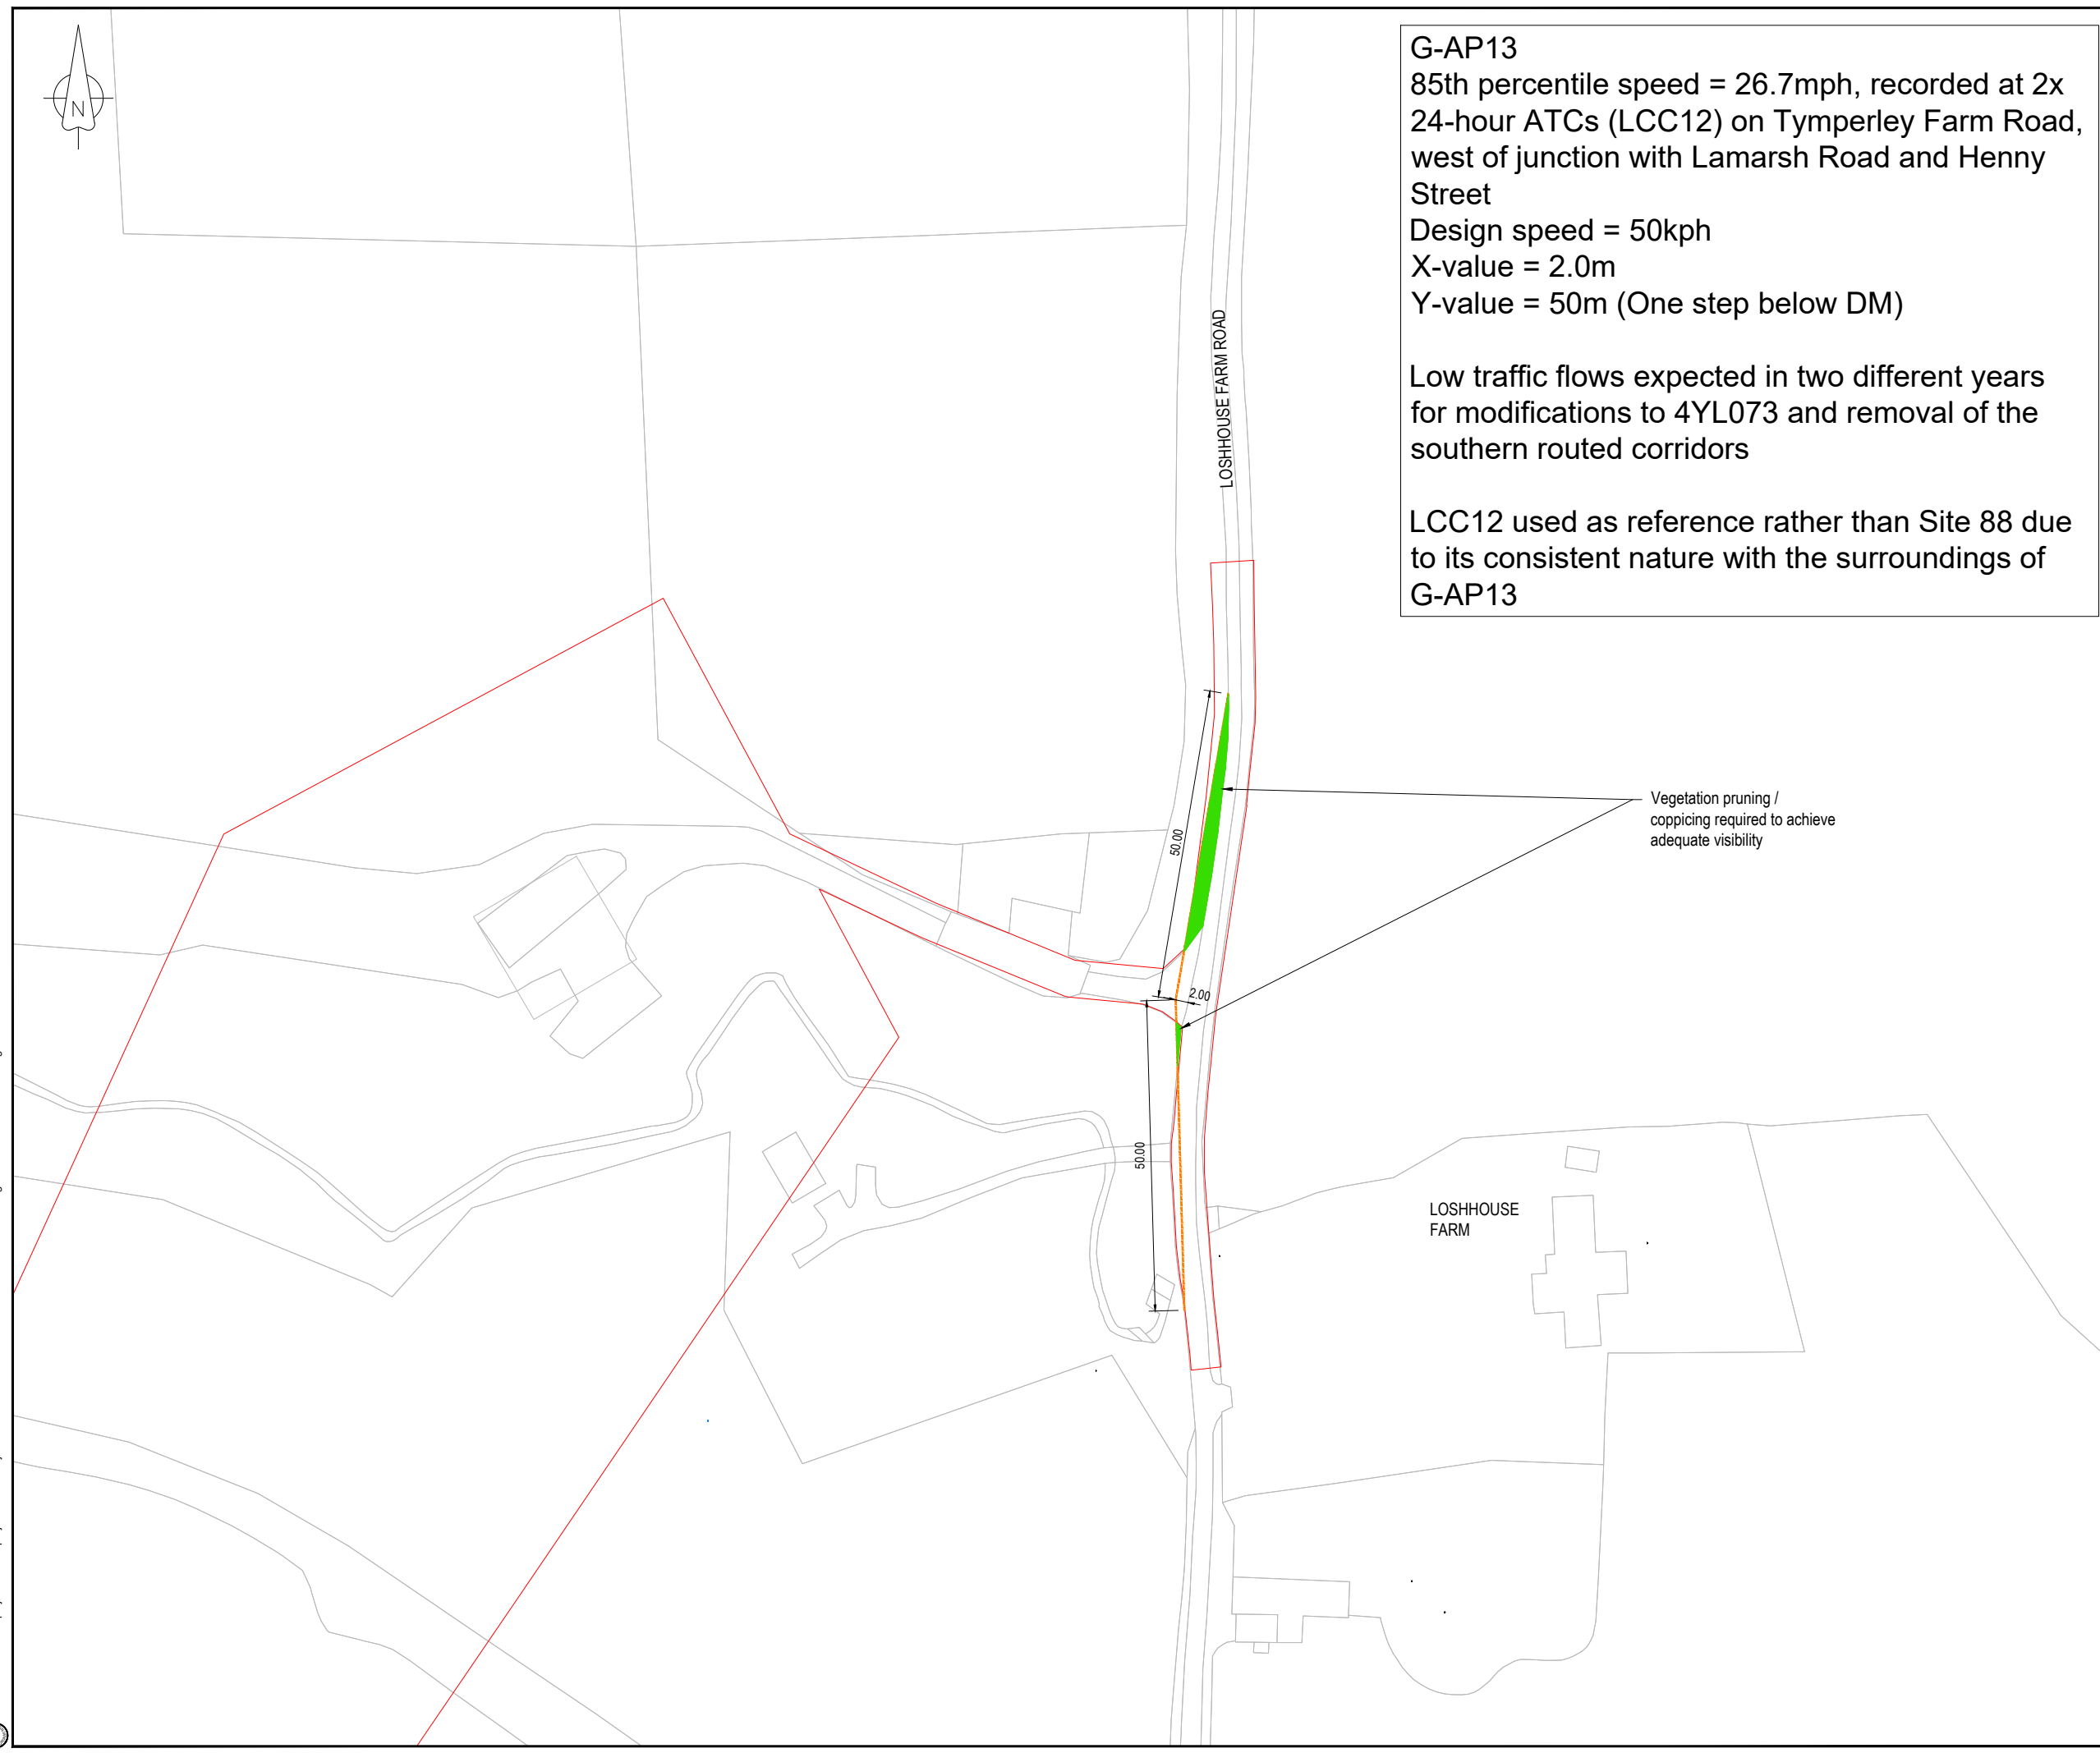 N
G-AP13
85th percentile speed = 26.7mph, recorded at 2x
24-hour ATCs (LCC12) on Tymperley Farm Road,
west of junction with Lamarsh Road and Henny
Street
Design speed = 50kph
X-value = 2.0m
Y-value = 50m (One step below DM)
Low traffic flows expected in two different years
for modifications to 4YL073 and removal of the
southern routed corridors
LCC12 used as reference rather than Site 88 due
to its consistent nature with the surroundings of
G-AP13
LOSHHOUSE FARM ROAD
Vegetation pruning /
coppicing required to achieve
adequate visibility
50.00
2.00
50.00
LOSHHOUSE
FARM